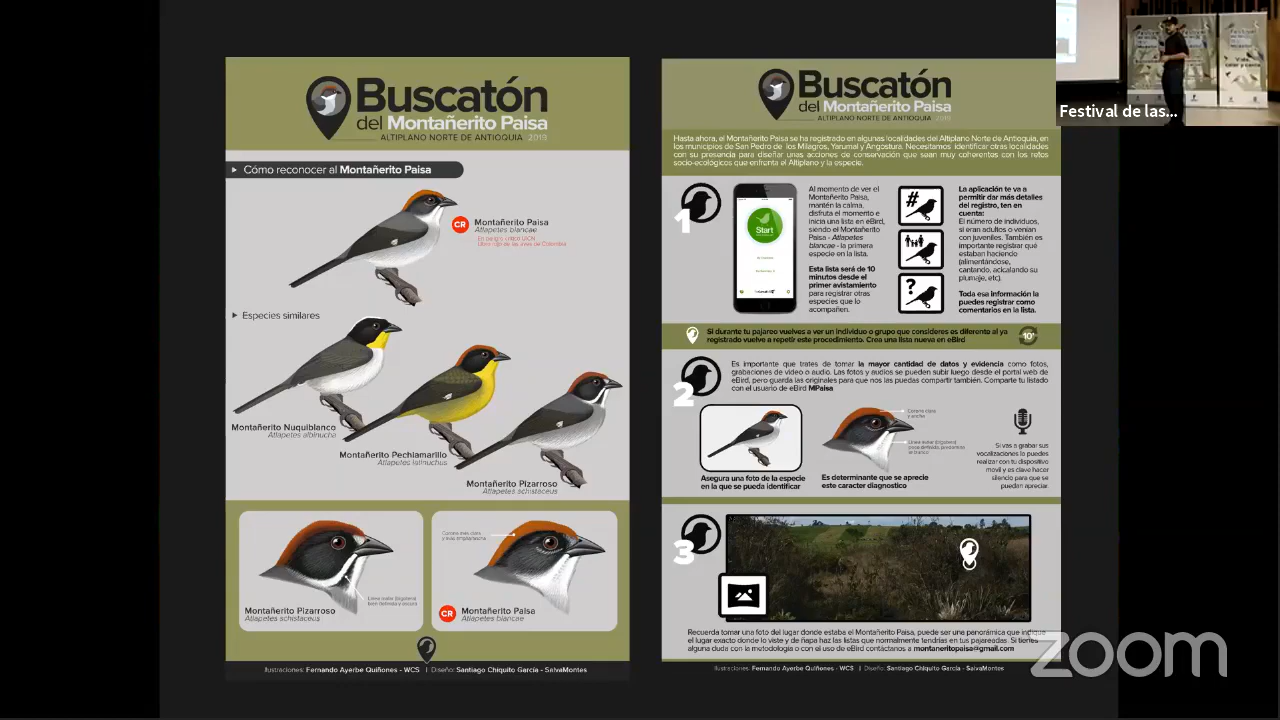 Buscatón
del Montañerito Paisa
ALTIPLANO NORTE DE ANTIOQUIA 2018
Cómo reconocer al Montañerito Paisa
CR
Montañerito Paisa
Atlapetes blancae
Especies similares
Montañerito Nuquiblanco
Atlapetes albinucha
Montañerito Pechiamarillo
Atlapetes latinuchus
Montañerito Pizarroso
Atlapetes schistaceus
Montañerito Pizarroso
Atlapetes schistaceus
Corona más clara
y más amplia/ancha
CR
Montañerito Paisa
Atlapetes blancae
Ilustraciones: Fernando Ayerbe Quiñones - WCS | Diseño: Santiago Chiquito García - SalvaMontes
Buscatón
del Montañerito Paisa
ALTIPLANO NORTE DE ANTIOQUIA 2018
Hasta ahora, el Montañerito Paisa se ha registrado en algunas localidades del Altiplano Norte de Antioquia, en
los municipios de San Pedro de los Milagros, Yarumal y Angostura. Necesitamos identificar otras localidades
con su presencia para diseñar unas acciones de conservación que sean muy coherentes con los retos
socio-ecológicos que enfrenta el Altiplano y la especie.
1
Start
Al momento de ver el
Montañerito Paisa,
mantén la calma,
disfruta el momento e
inicia una lista en eBird,
siendo el Montañerito
Paisa - Atlapetes
blancae - la primera
especie en la lista.
Esta lista será de 10
minutos desde el
primer avistamiento
para registrar otras
especies que lo
acompañen.
#
?
La aplicación te va a
permitir dar más detalles
del registro, ten en
cuenta:
El número de individuos,
si eran adultos o venían
con juveniles. También es
importante registrar qué
estaban haciendo
(alimentándose,
cantando, acicalando su
plumaje, etc).
Toda esa información la
puedes registrar como
comentarios en la lista.
Si durante tu pajareo vuelves a ver un individuo o grupo que consideres es diferente al ya
registrado vuelve a repetir este procedimiento. Crea una lista nueva en eBird
10'
2
Es importante que trates de tomar la mayor cantidad de datos y evidencia como fotos,
grabaciones de video o audio. Las fotos y audios se pueden subir luego desde el portal web de
eBird, pero guarda las originales para que nos las puedas compartir también. Comparte tu listado
con el usuario de eBird MPaisa
Corona clara
y ancha
Asegura una foto de la especie
en la que se pueda identificar
Es determinante que se aprecie
este caracter diagnostico
Si vas a grabar sus
vocalizaciones lo puedes
realizar con tu dispositivo
movil y es clave hacer
silencio para que se
puedan apreciar.
3
Recuerda tomar una foto del lugar donde estaba el Montañerito Paisa, puede ser una panorámica que indique
el lugar exacto donde lo viste y de ñapa haz las listas que normalmente tendrías en tus pajareadas. Si tienes
alguna duda con la metodología o con el uso de eBird contáctanos a montaneritopaisa@gmail.com
Ilustraciones: Fernando Ayerbe Quiñones - WCS | Diseño: Santiago Chiquito García - SalvaMontes
Festival de las...
zoom